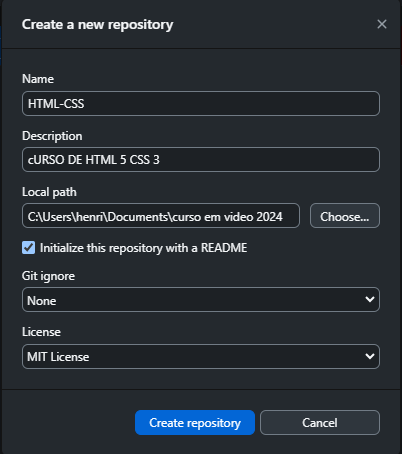 Create a new repository
Name
HTML-CSS
Description
cURSO DE HTML 5 CSS 3
Local path
C:\Users\henri\Documents\curso em video 2024
Choose...
Initialize this repository with a README
Git ignore
None
License
MIT License
Create repository
Cancel